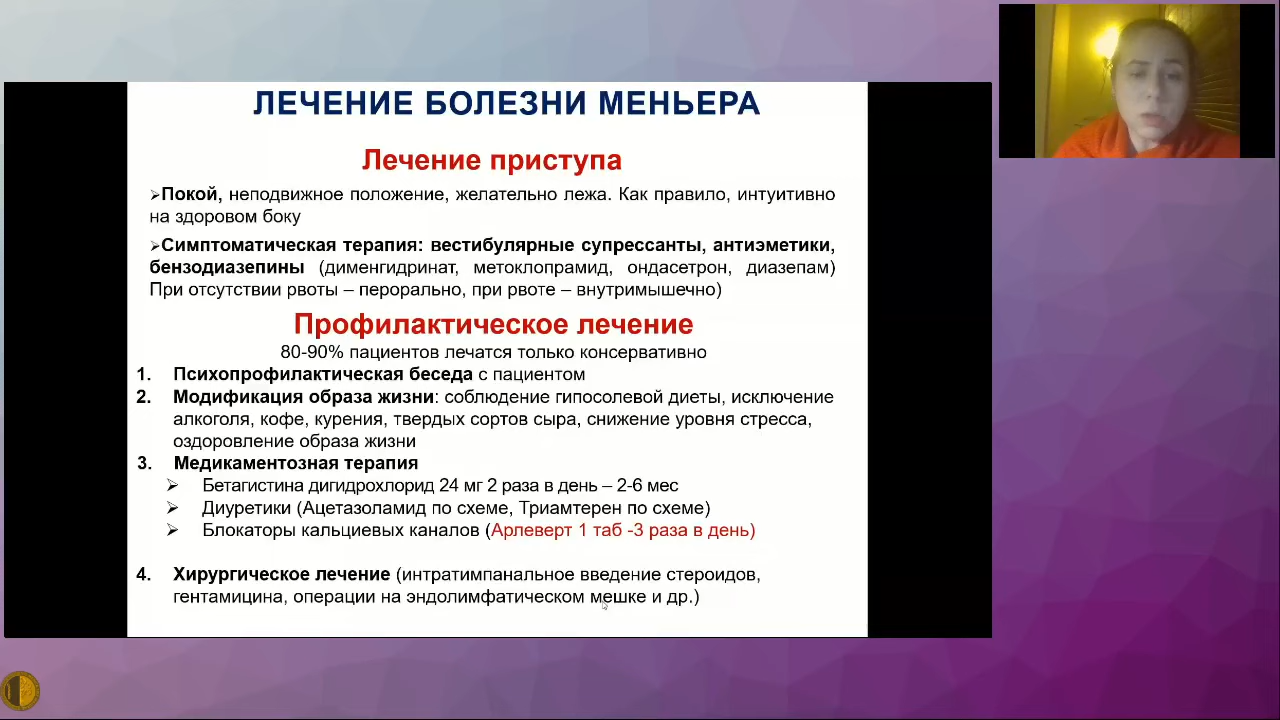 ЛЕЧЕНИЕ БОЛЕЗНИ МЕНЬЕРА
Лечение приступа
➢Покой, неподвижное положение, желательно лежа. Как правило, интуитивно
на здоровом боку
➢Симптоматическая терапия: вестибулярные супрессанты, антиэметики,
бензодиазепины (дименгидринат, метоклопрамид, ондасетрон, диазепам)
При отсутствии рвоты – перорально, при рвоте – внутримышечно)
Профилактическое лечение
80-90% пациентов лечатся только консервативно
1. Психопрофилактическая беседа с пациентом
2. Модификация образа жизни: соблюдение гипосолевой диеты, исключение
алкоголя, кофе, курения, твердых сортов сыра, снижение уровня стресса,
оздоровление образа жизни
3. Медикаментозная терапия
➢ Бетагистина дигидрохлорид 24 мг 2 раза в день – 2-6 мес
➢ Диуретики (Ацетазоламид по схеме, Триамтерен по схеме)
➢ Блокаторы кальциевых каналов (Арлеверт 1 таб -3 раза в день)
4. Хирургическое лечение (интратимпанальное введение стероидов,
гентамицина, операции на эндолимфатическом мешке и др.)